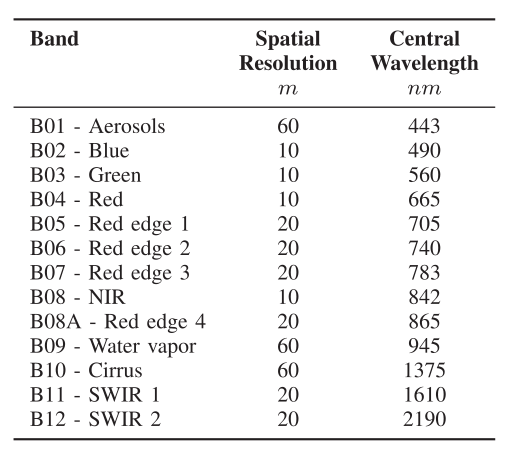 Band Spatial Resolution Central Wavelength
m nm
B01 - Aerosols 60 443
B02 - Blue 10 490
B03 - Green 10 560
B04 - Red 10 665
B05 - Red edge 1 20 705
B06 - Red edge 2 20 740
B07 - Red edge 3 20 783
B08 - NIR 10 842
B08A - Red edge 4 20 865
B09 - Water vapor 60 945
B10 - Cirrus 60 1375
B11 - SWIR 1 20 1610
B12 - SWIR 2 20 2190